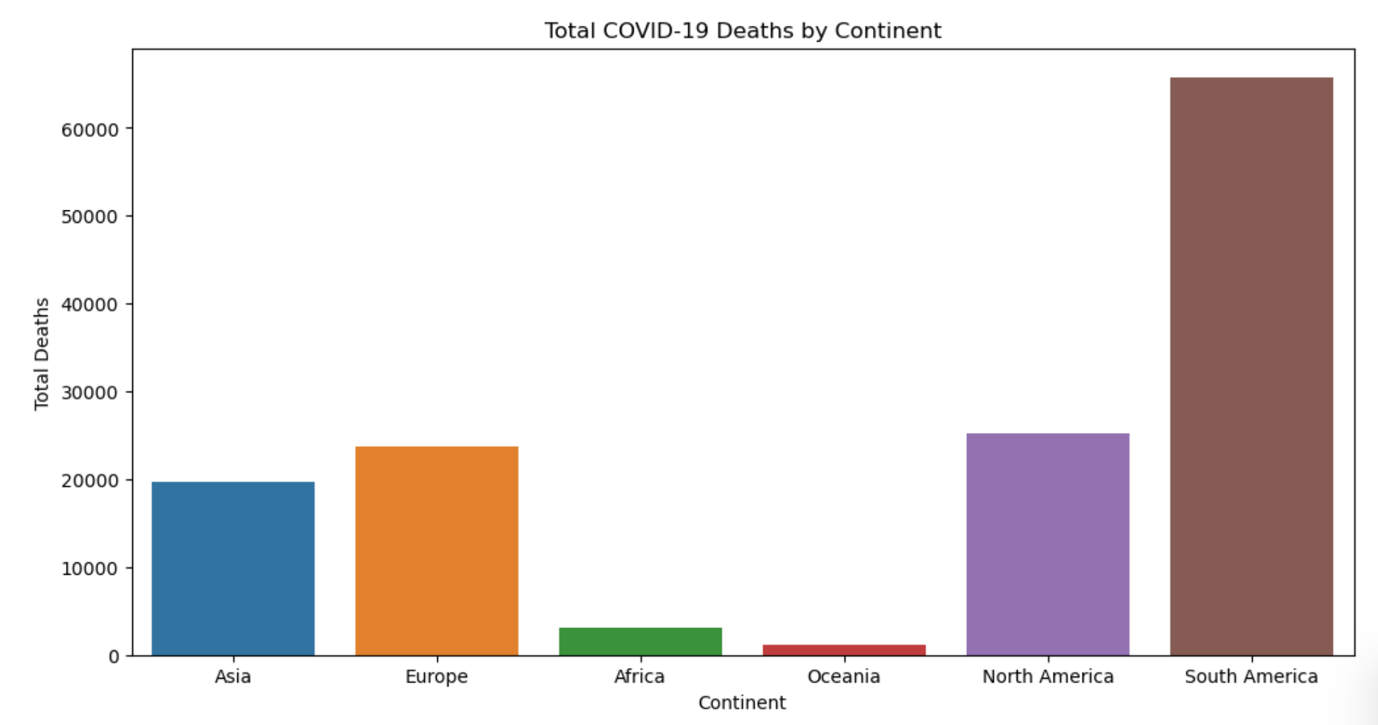 Total COVID-19 Deaths by Continent
Total Deaths
60000
50000
40000
30000
20000
10000
0
Asia Europe Africa Oceania North America South America
Continent